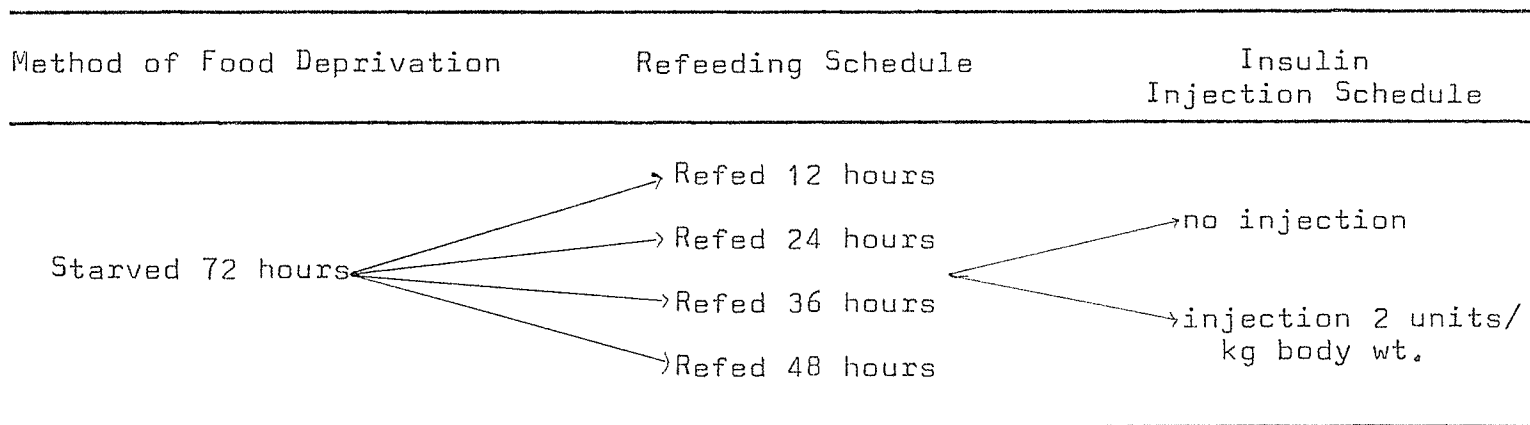 Method of Food Deprivation
Refeeding Schedule
Insulin
Injection Schedule
Starved 72 hours
Refed 12 hours
Refed 24 hours
Refed 36 hours
Refed 48 hours
no injection
injection 2 units/
kg body wt.